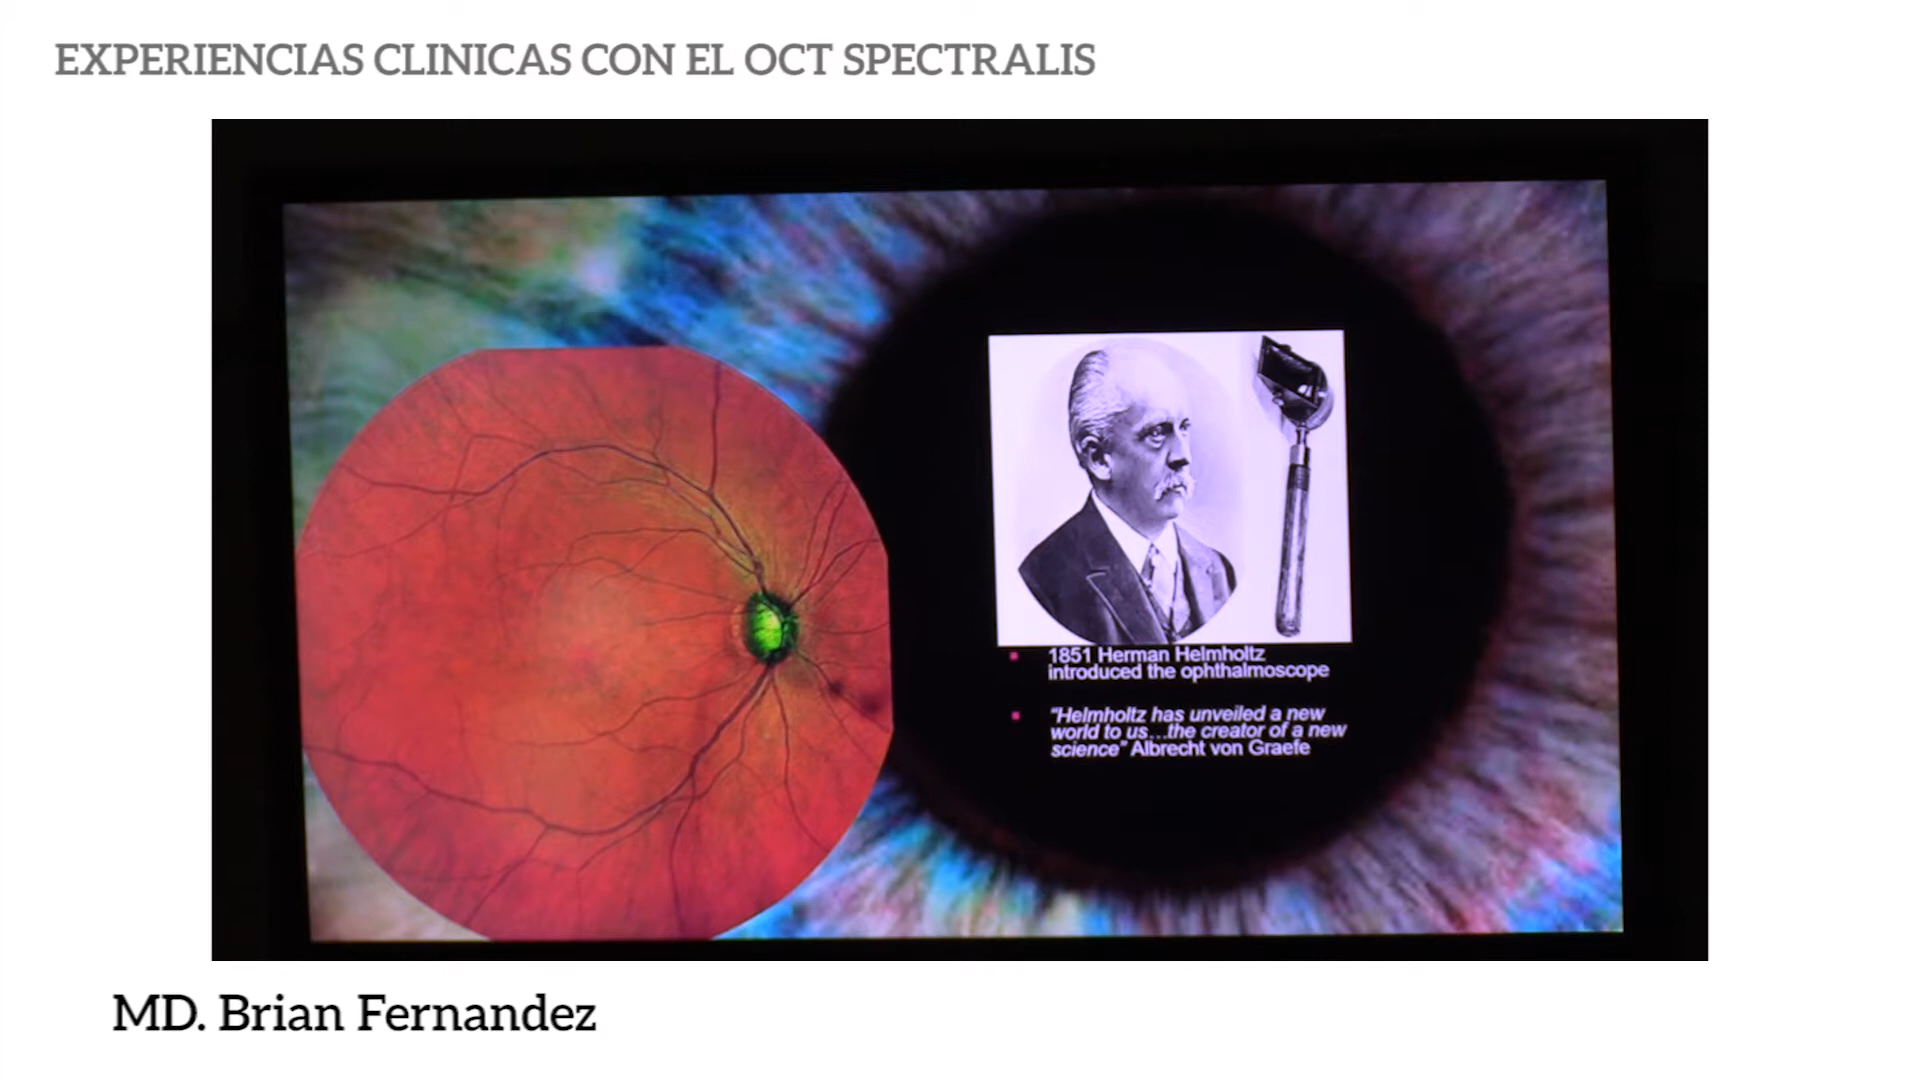 EXPERIENCIAS CLINICAS CON EL OCT SPECTRALIS
1851 Herman Helmholtz
introduced the ophthalmoscope
"Helmholtz has unveiled a new
world to us...the creator of a new
science" Albrecht von Graefe
MD. Brian Fernandez